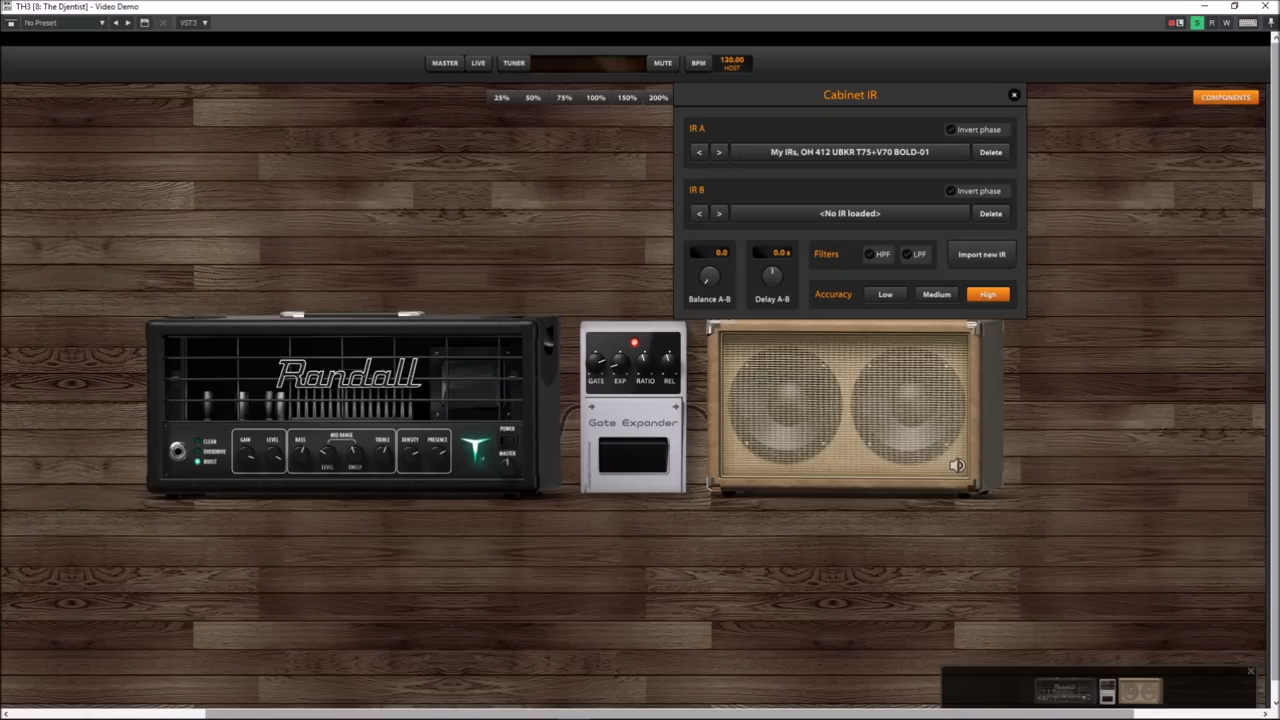 TH3 [8: The Djentist] - Video Demo
No Preset VST3 L S R W
MASTER LIVE TUNER MUTE BPM 120.00
HOST
25% 50% 75% 100% 150% 200%
COMPONENTS
Cabinet IR
IR A Invert phase
< > My IRs, OH 412 UBKR T75+V70 BOLD-01 Delete
IR B Invert phase
< > <No IR loaded> Delete
0.0 0.0 s Filters HPF LPF Import new IR
Balance A-B Delay A-B Accuracy Low Medium High
Randall
CLEAN
OVERDRIVE
BOOST
GAIN LEVEL BASS MID RANGE TREBLE DENSITY PRESENCE POWER
LEVEL SWEEP MASTER
GATE EXP RATIO REL
Gate Expander